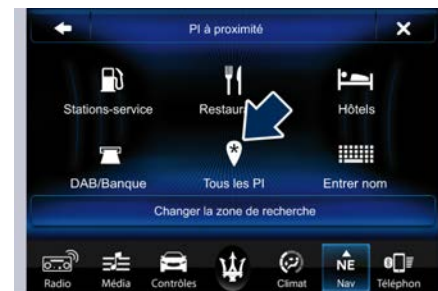 PI à proximité
Stations-service
Hôtels
DAB/Banque Tous les PI Entrer nom
Changer la zone de recherche
NE
Radio Média Contrôles Climat Nav Téléphon